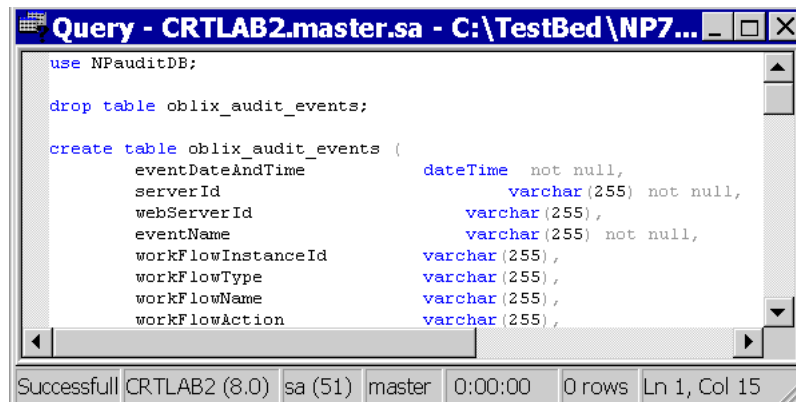 Query - CRTLAB2.master.sa - C:\TestBed\NP7...
use NPauditDB;
drop table oblix_audit_events;
create table oblix_audit_events (
eventDateAndTime dateTime not null,
serverId varchar(255) not null,
webServerId varchar(255),
eventName varchar(255) not null,
workFlowInstanceId varchar(255),
workFlowType varchar(255),
workFlowName varchar(255),
workFlowAction varchar(255),
Successfull CRTLAB2 (8.0) sa (51) master 0:00:00 0 rows Ln 1, Col 15